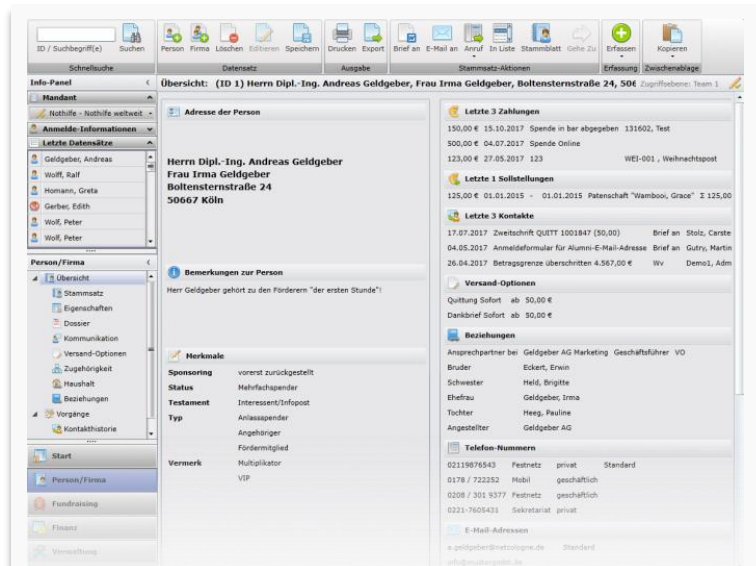 ID / Suchbegriff(e) Suchen
Schnellsuche
Person Firma Löschen Editieren Speichern
Datensatz
Drucken Export
Ausgabe
Brief an E-Mail an Anruf In Liste Stammblatt Gehe Zu
Stammsatz-Aktionen
Erfassen
Erfassung
Kopieren
Zwischenablage
Info-Panel
Mandant
Nothilfe - Nothilfe weltweit
Anmelde-Informationen
Letzte Datensätze
Geldgeber, Andreas
Wolff, Ralf
Homann, Greta
Gerber, Edith
Wolf, Peter
Wolf, Peter
Person/Firma
Übersicht
Stammsatz
Eigenschaften
Dossier
Kommunikation
Versand-Optionen
Zugehörigkeit
Haushalt
Beziehungen
Vorgänge
Kontakthistorie
Start
Person/Firma
Fundraising
Finanz
Verwaltung
Übersicht: (ID 1) Herrn Dipl.-Ing. Andreas Geldgeber, Frau Irma Geldgeber, Boltensternstraße 24, 506 Zugriffsebene: Team 1
Adresse der Person
Herrn Dipl.-Ing. Andreas Geldgeber
Frau Irma Geldgeber
Boltensternstraße 24
50667 Köln
Bemerkungen zur Person
Herr Geldgeber gehört zu den Förderern "der ersten Stunde"!
Merkmale
Sponsoring vorerst zurückgestellt
Status Mehrfachspender
Testament Interessent/Infopost
Typ Anlassspender
Angehöriger
Fördermitglied
Vermerk Multiplikator
VIP
Letzte 3 Zahlungen
150,00 € 15.10.2017 Spende in bar abgegeben 131602, Test
500,00 € 04.07.2017 Spende Online
123,00 € 27.05.2017 123 WEI-001 , Weihnachtspost
Letzte 1 Sollstellungen
125,00 € 01.01.2015 - 01.01.2015 Patenschaft "Wambooi, Grace" Σ 125,00
Letzte 3 Kontakte
17.07.2017 Zweitschrift QUITT 1001847 (50,00) Brief an Stolz, Carste
04.05.2017 Anmeldeformular für Alumni-E-Mail-Adresse Brief an Gutry, Martin
26.04.2017 Betragsgrenze überschritten 4.567,00 € Wv Demo1, Adm
Versand-Optionen
Quittung Sofort ab 50,00 €
Dankbrief Sofort ab 50,00 €
Beziehungen
Ansprechpartner bei Geldgeber AG Marketing Geschäftsführer VO
Bruder Eckert, Erwin
Schwester Held, Brigitte
Ehefrau Geldgeber, Irma
Tochter Heeg, Pauline
Angestellter Geldgeber AG
Telefon-Nummern
02119876543 Festnetz privat Standard
0178 / 722252 Mobil geschäftlich
0208 / 301 9377 Festnetz geschäftlich
0221-7605431 Sekretariat privat
E-Mail-Adressen
a.geldgeber@netcologne.de Standard